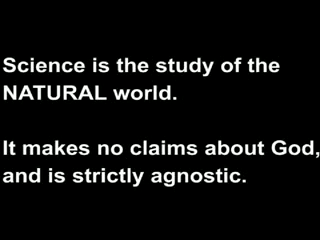 Science is the study of the
NATURAL world.
It makes no claims about God,
and is strictly agnostic.